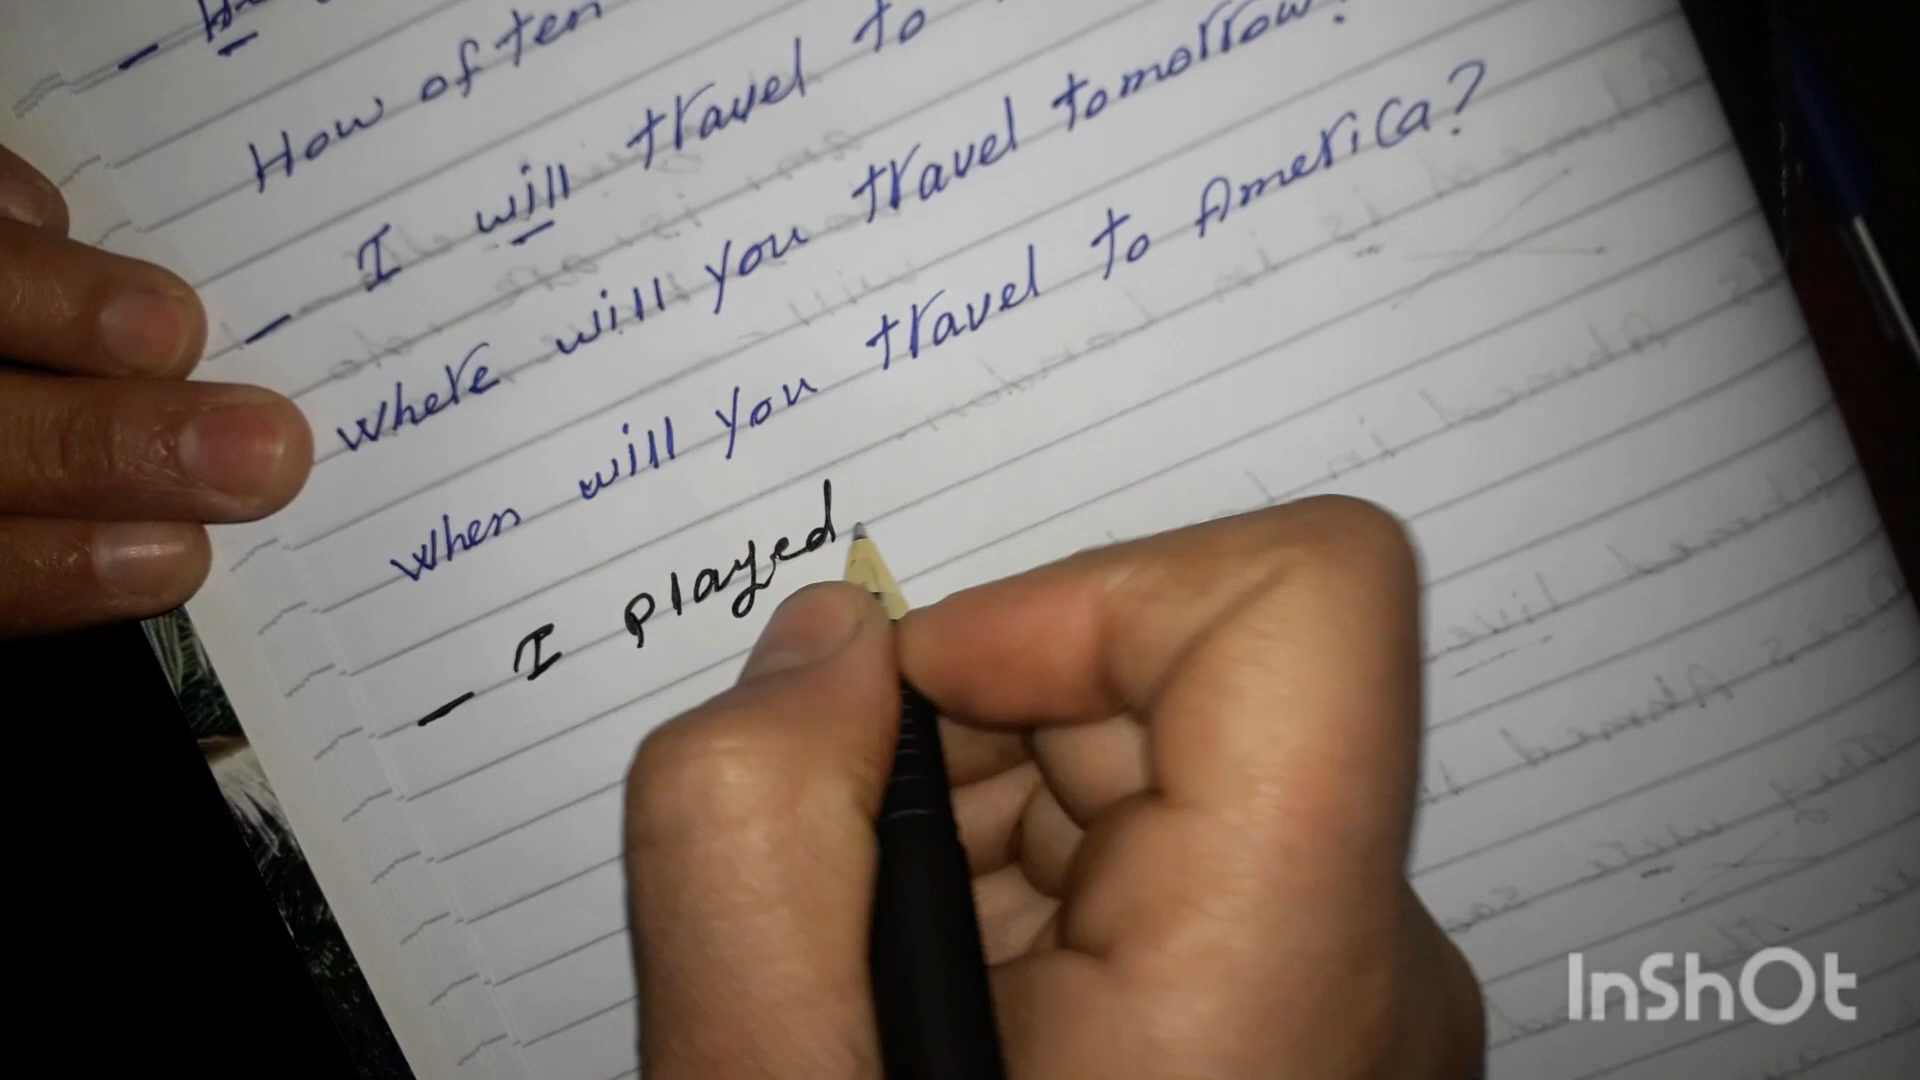 How often
- I will travel to
Where will you travel tomorrow?
When will you travel to America?
- I played
InShOt